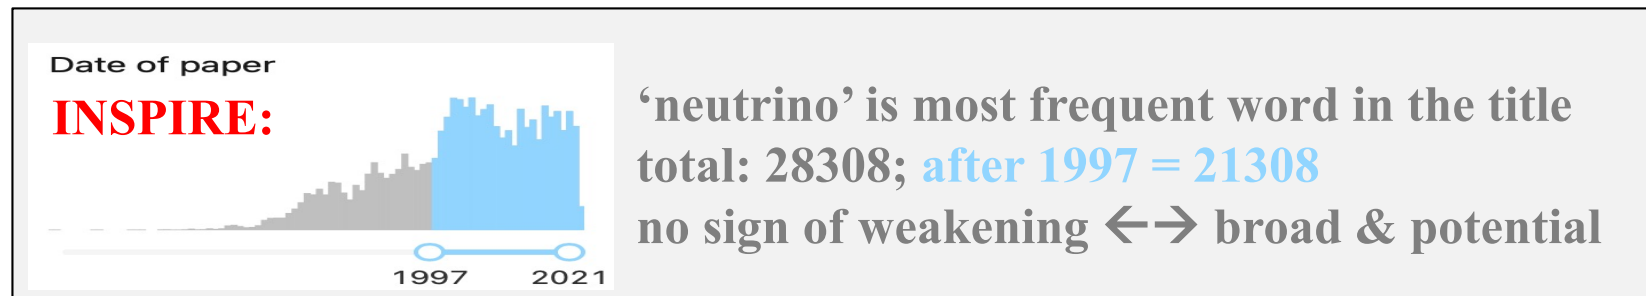 Date of paper
INSPIRE:
1997 2021
‘neutrino’ is most frequent word in the title
total: 28308; after 1997 = 21308
no sign of weakening ←→ broad & potential